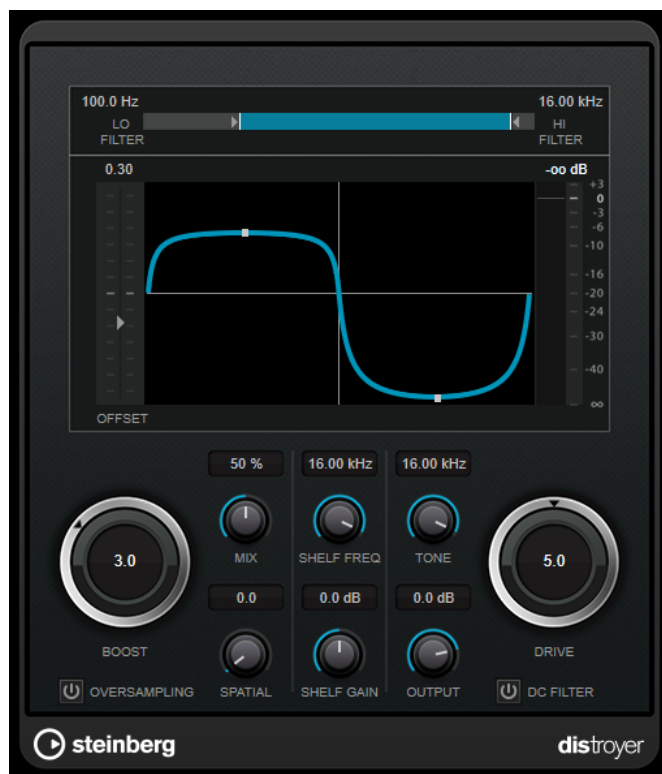 100.0 Hz 16.00 kHz
LO FILTER
HI FILTER
0.30 -oo dB
+3
0
-3
-6
-10
-16
-20
-24
-30
-40
∞
OFFSET
50 % 16.00 kHz 16.00 kHz
MIX SHELF FREQ TONE
3.0 5.0
0.0 0.0 dB 0.0 dB
BOOST DRIVE
OVERSAMPLING SPATIAL SHELF GAIN OUTPUT DC FILTER
steinberg distroyer